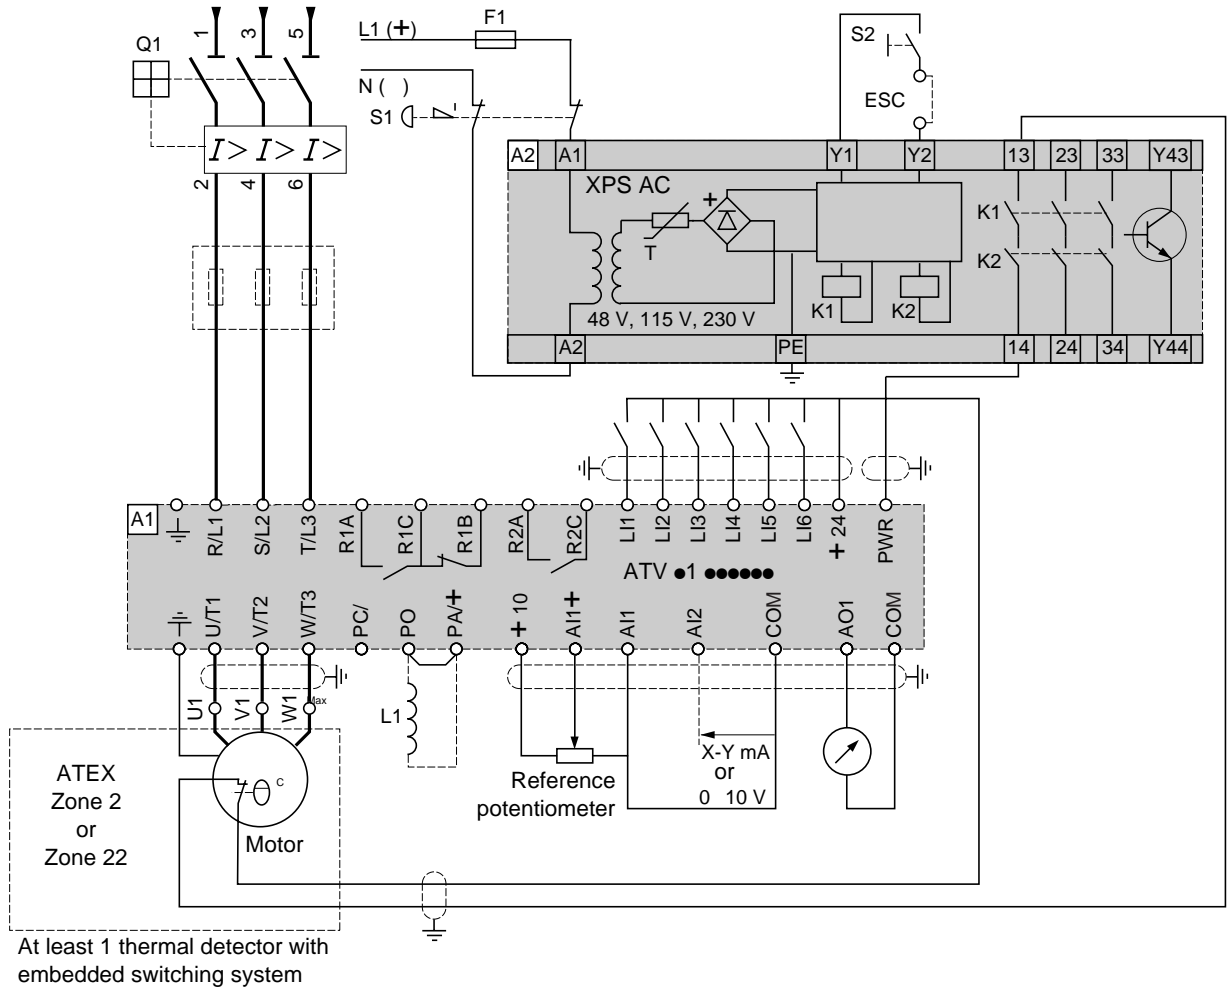 1 3 5
Q1
L1 (+)
F1
N ( )
S1
S2
ESC
I> I> I>
2 4 6
A2 A1 Y1 Y2 13 23 33 Y43
XPS AC
+
T
K1
K2
K1 K2
48 V, 115 V, 230 V
A2 PE 14 24 34 Y44
A1
R/L1 S/L2 T/L3 R1A R1C R1B R2A R2C LI1 LI2 LI3 LI4 LI5 LI6 + 24 PWR
ATV ●1 ●●●●●●
U/T1 V/T2 W/T3 PC/ PO PA/+ + 10 AI1+ AI1 AI2 COM AO1 COM
U1 V1 W1 Max
L1
X-Y mA
or
0 10 V
Reference
potentiometer
ATEX
Zone 2
or
Zone 22
C
Motor
At least 1 thermal detector with
embedded switching system